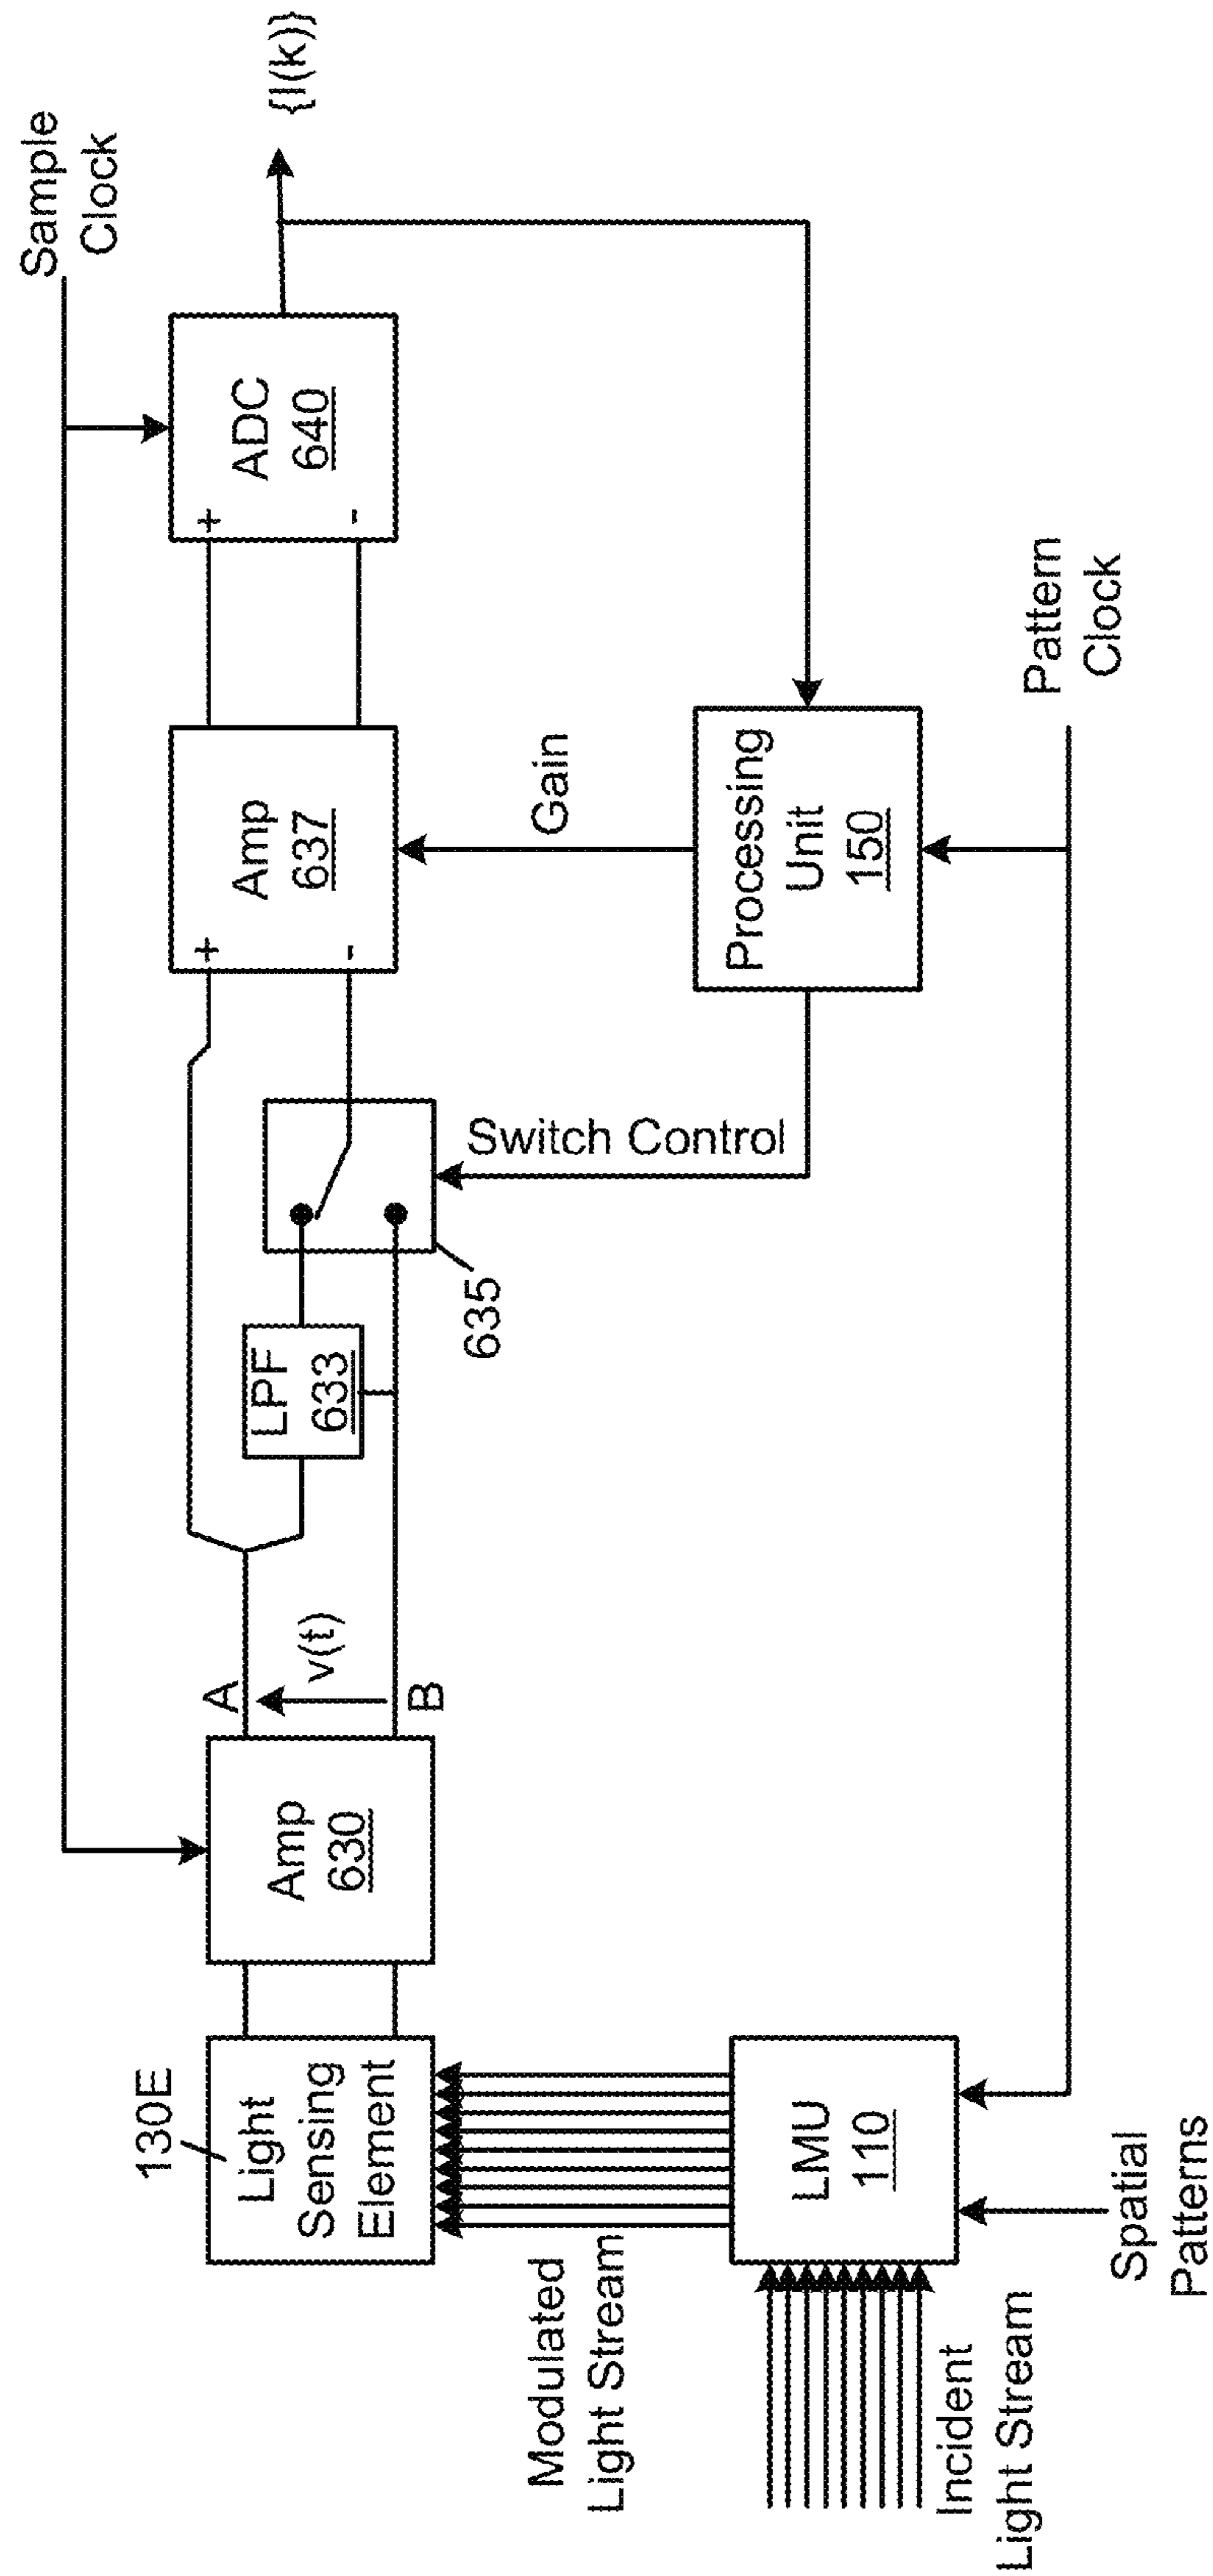 Sample
Clock
{I(k)}
130E
Light
Sensing
Element
Amp
630
A
v(t)
B
LPF
633
635
Switch Control
+
-
Amp
637
Gain
+
-
ADC
640
Modulated
Light Stream
LMU
110
Incident
Light Stream
Spatial
Patterns
Processing
Unit
150
Pattern
Clock